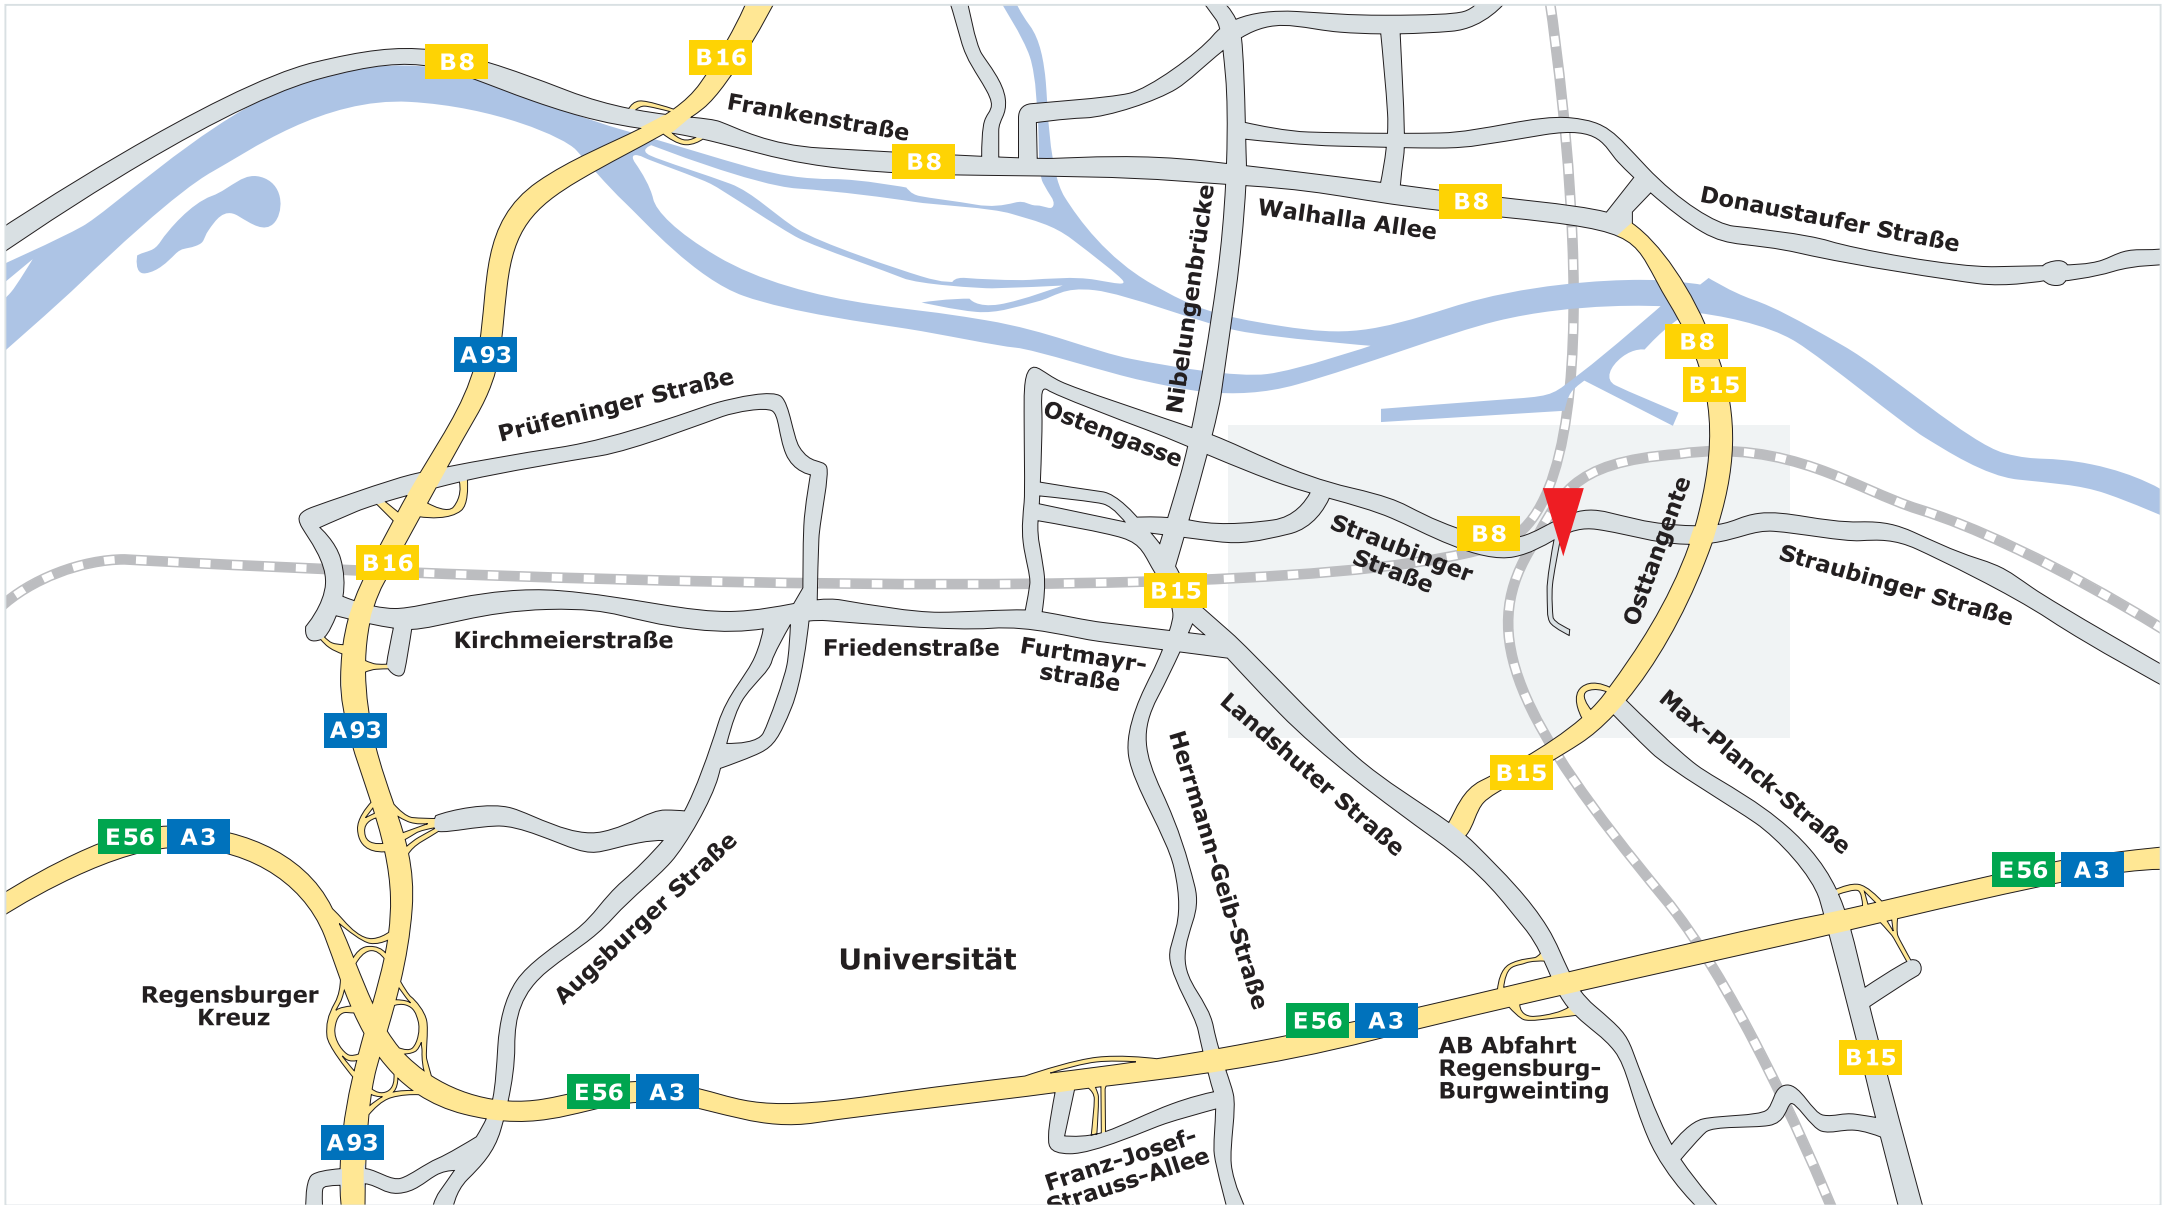 B16
B8
Frankenstraße
B8
B8
Donaustaufer Straße
Walhalla Allee
Nibelungenbrücke
B8
A93
B15
Prüfeninger Straße
Ostengasse
Osttangente
B8
Straubinger
Straße
Straubinger Straße
B16
B15
Kirchmeierstraße
Friedenstraße
Furtmayr-
straße
A93
Landshuter Straße
Max-Planck-Straße
Herrmann-Geib-Straße
B15
E56 A3
Augsburger Straße
E56 A3
Universität
Regensburger
Kreuz
E56 A3
AB Abfahrt
Regensburg-
Burgweinting
B15
E56 A3
A93
Franz-Josef-
Strauss-Allee